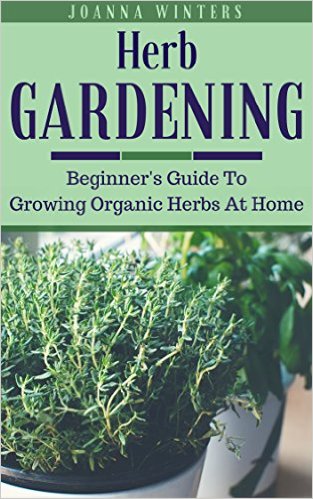 JOANNA WINTERS
Herb
GARDENING
Beginner's Guide To
Growing Organic Herbs At Home